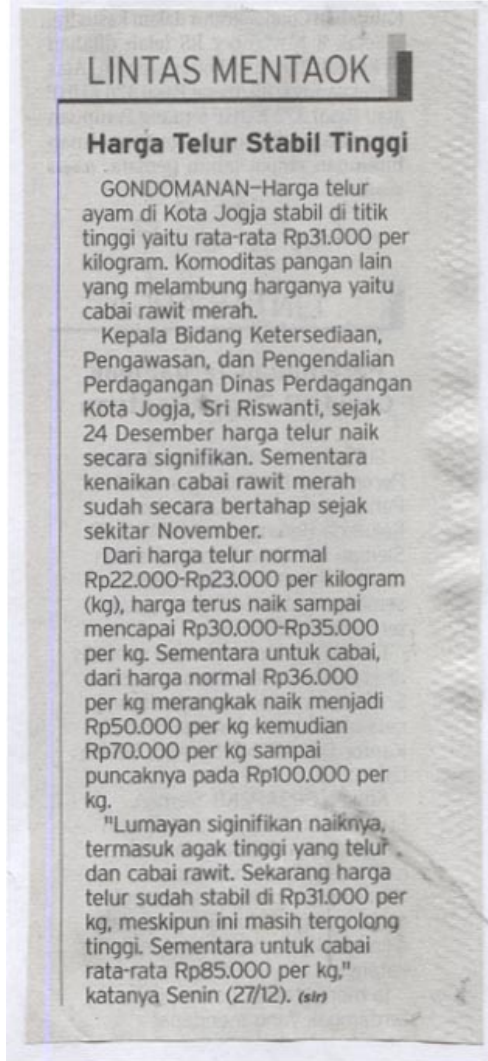 LINTAS MENTAOK
Harga Telur Stabil Tinggi
GONDOMANAN–Harga telur
ayam di Kota Jogja stabil di titik
tinggi yaitu rata-rata Rp31.000 per
kilogram. Komoditas pangan lain
yang melambung harganya yaitu
cabai rawit merah.
Kepala Bidang Ketersediaan,
Pengawasan, dan Pengendalian
Perdagangan Dinas Perdagangan
Kota Jogja, Sri Riswanti, sejak
24 Desember harga telur naik
secara signifikan. Sementara
kenaikan cabai rawit merah
sudah secara bertahap sejak
sekitar November.
Dari harga telur normal
Rp22.000-Rp23.000 per kilogram
(kg), harga terus naik sampai
mencapai Rp30.000-Rp35.000
per kg. Sementara untuk cabai,
dari harga normal Rp36.000
per kg merangkak naik menjadi
Rp50.000 per kg kemudian
Rp70.000 per kg sampai
puncaknya pada Rp100.000 per
kg.
"Lumayan siginifikan naiknya,
termasuk agak tinggi yang telur
dan cabai rawit. Sekarang harga
telur sudah stabil di Rp31.000 per
kg, meskipun ini masih tergolong
tinggi. Sementara untuk cabai
rata-rata Rp85.000 per kg,"
katanya Senin (27/12). (sir)